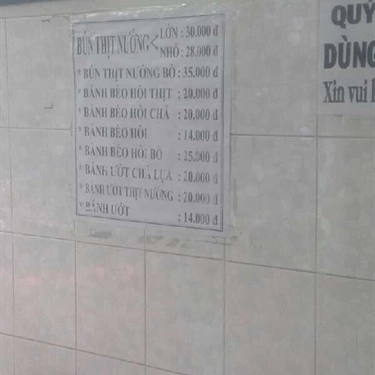 BÚN THỊT NƯỚNG < LỚN : 30.000 đ
NHỎ : 28.000 đ
* BÚN THỊT NƯỚNG BÒ : 35.000 đ
* BÁNH BÈO HỎI THỊT : 20.000 đ
* BÁNH BÈO HỎI CHẢ : 20.000 đ
* BÁNH BÈO HỎI : 14.000 đ
* BÁNH BÈO HỎI BÒ : 25.000 đ
* BÁNH ƯỚT CHẢ LỤA : 20.000 đ
* BÁNH ƯỚT THỊT NƯỚNG : 20.000 đ
* BÁNH ƯỚT : 14.000 đ
QUÝ
DÙNG
Xin vui